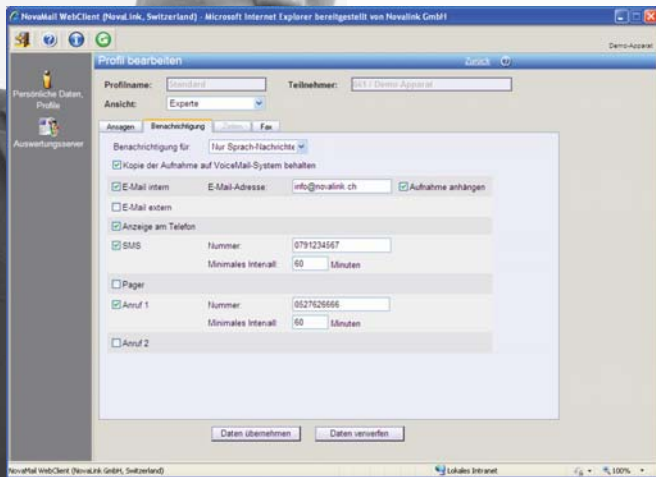 NovaMail WebClient (NovaLink, Switzerland) - Microsoft Internet Explorer bereitgestellt von Novalink GmbH
Demo-Apparat
Profil bearbeiten
Zurück
Persönliche Daten, Profile
Auswertungsserver
Profilname: Standard Teilnehmer: 661 / Demo Apparat
Ansicht: Experte
Ansagen Benachrichtigung Zeiten Fax
Benachrichtigung für: Nur Sprach-Nachrichte
Kopie der Aufnahme auf VoiceMail-System behalten
E-Mail intern E-Mail-Adresse: info@novalink.ch Aufnahme anhängen
E-Mail extern
Anzeige am Telefon
SMS Nummer: 0791234567
Minimales Intervall: 60 Minuten
Pager
Anruf 1 Nummer: 0527626666
Minimales Intervall: 60 Minuten
Anruf 2
Daten übernehmen Daten verwerfen
NovaMail WebClient (NovaLink GmbH, Switzerland) Lokales Intranet 100%